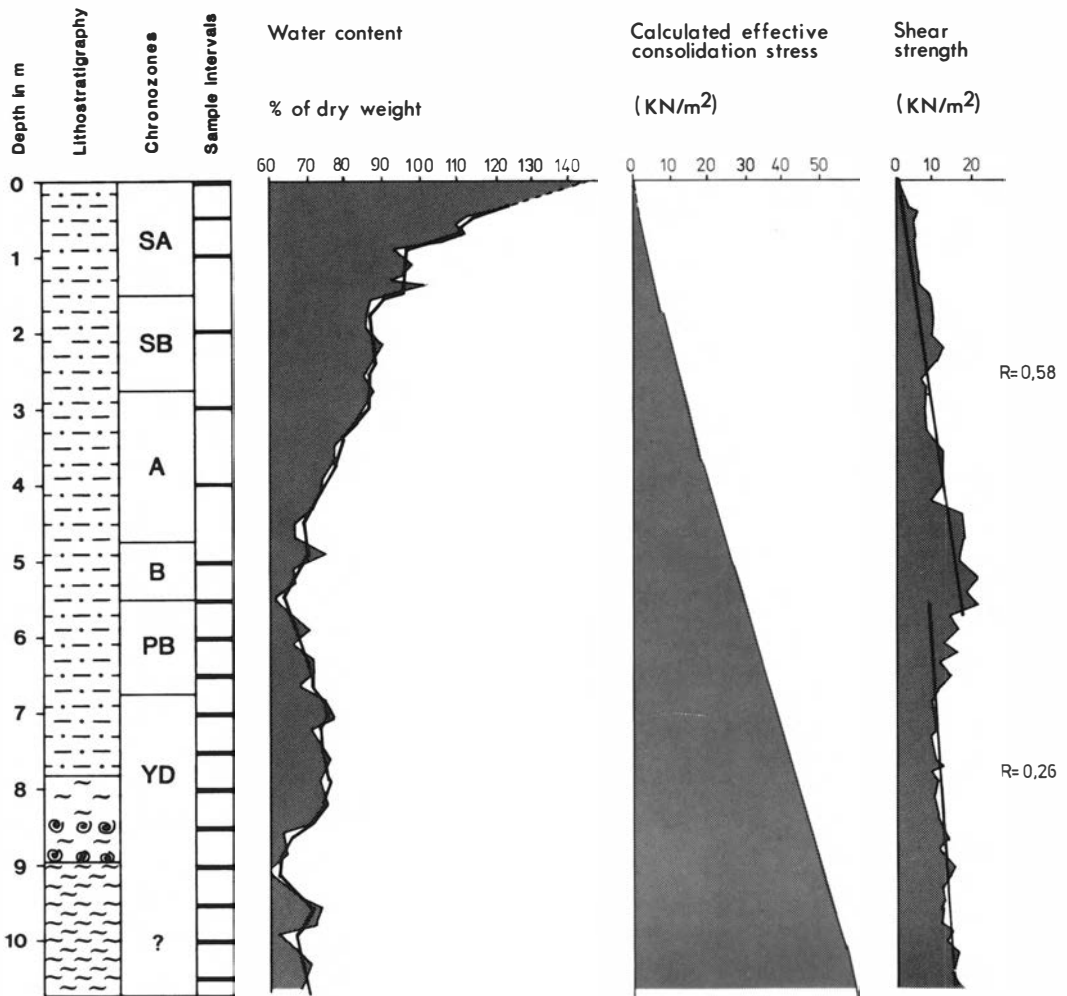 Water content
Calculated effective
consolidation stress
Shear
strength
% of dry weight
(KN/m²)
(KN/m²)
Depth in m
Lithostratigraphy
Chronozones
Sample intervals
60 70 80 90 100 110 120 130 140
0 10 20 30 40 50
0 10 20
0
1
2
3
4
5
6
7
8
9
10
SA
SB
A
B
PB
YD
?
R=0,58
R=0,26